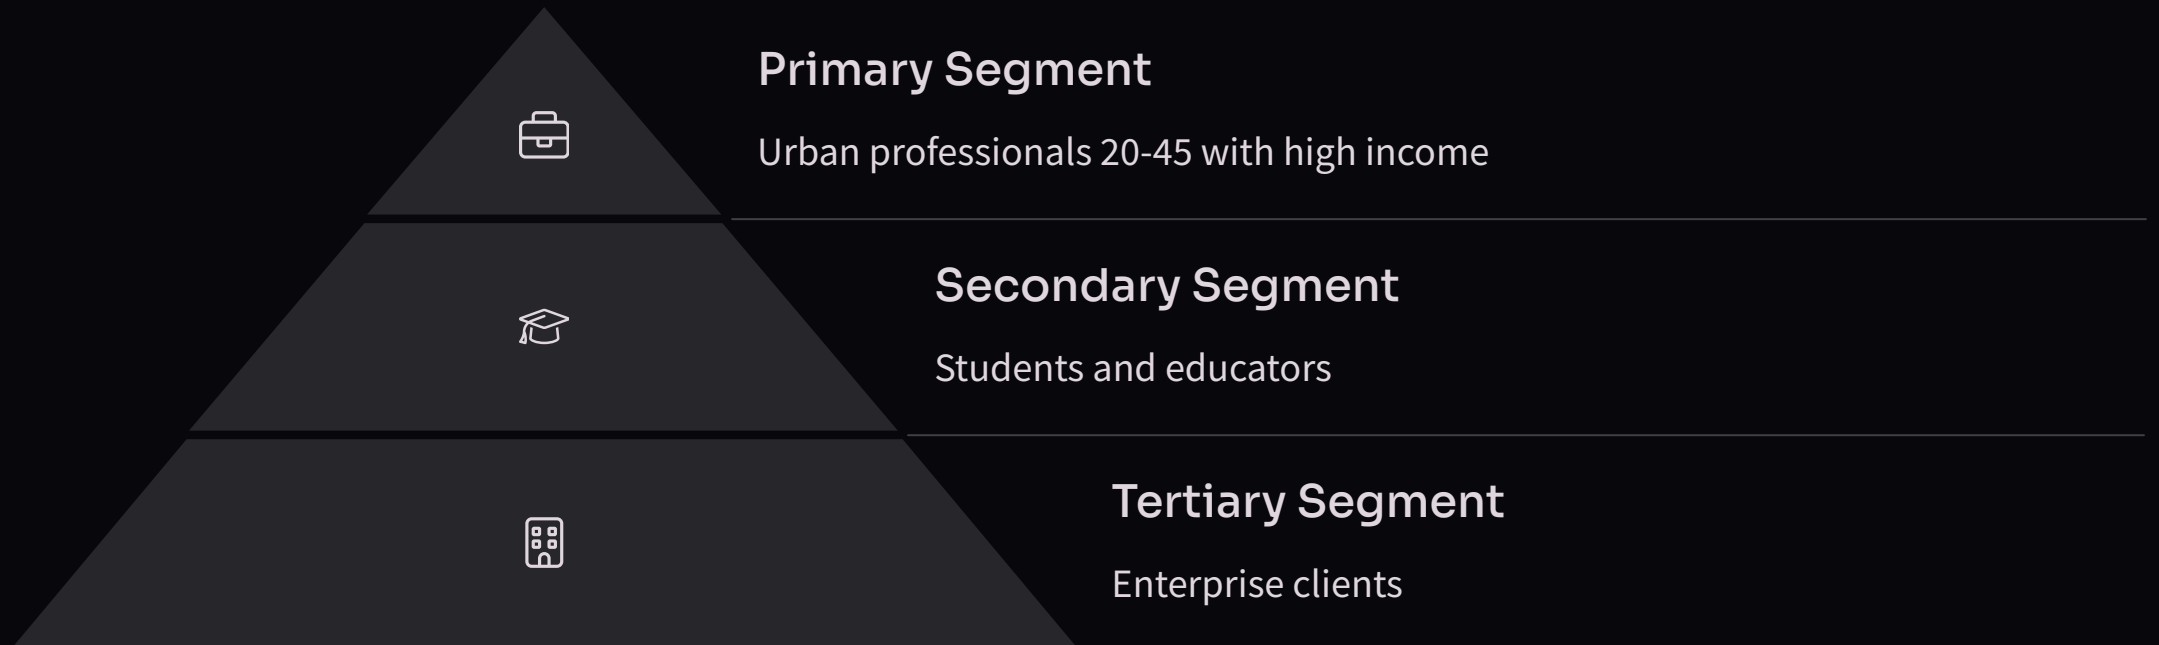 Primary Segment
Urban professionals 20-45 with high income
Secondary Segment
Students and educators
Tertiary Segment
Enterprise clients